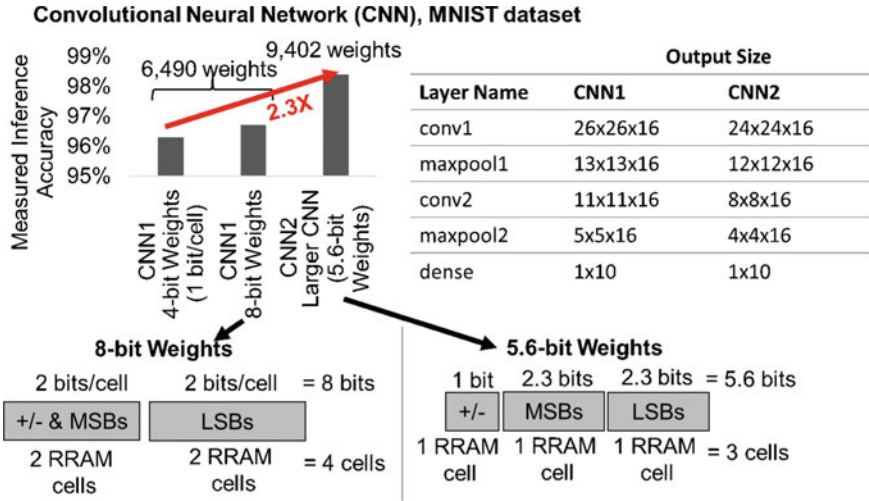 Convolutional Neural Network (CNN), MNIST dataset
Measured Inference
Accuracy
99%
98%
97%
96%
95%
6,490 weights
9,402 weights
2.3X
CNN1
4-bit Weights
(1 bit/cell)
CNN1
8-bit Weights
CNN2
Larger CNN
(5.6-bit
Weights)
Output Size
Layer Name CNN1 CNN2
conv1 26x26x16 24x24x16
maxpool1 13x13x16 12x12x16
conv2 11x11x16 8x8x16
maxpool2 5x5x16 4x4x16
dense 1x10 1x10
8-bit Weights
2 bits/cell 2 bits/cell = 8 bits
+/- & MSBs LSBs
2 RRAM 2 RRAM = 4 cells
cells cells
5.6-bit Weights
1 bit 2.3 bits 2.3 bits = 5.6 bits
+/- MSBs LSBs
1 RRAM 1 RRAM 1 RRAM = 3 cells
cell cell cell